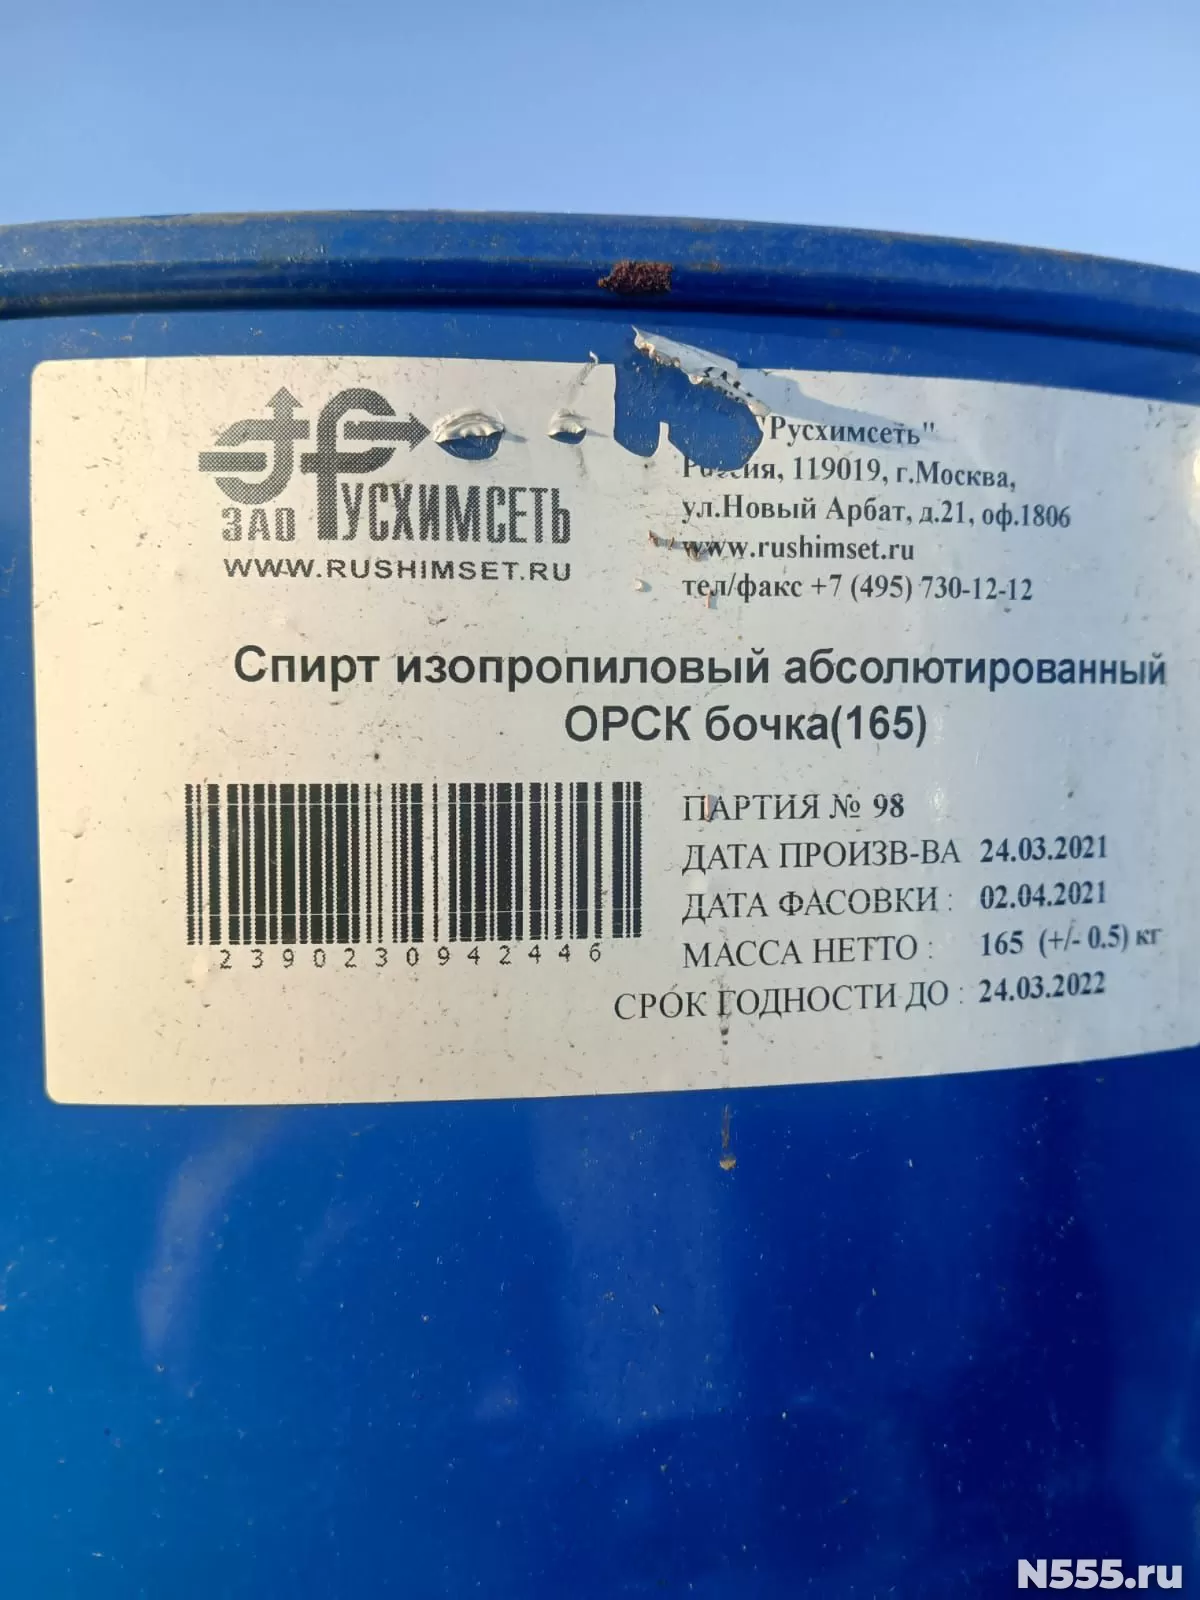 ЗАО РУСХИМСЕТЬ
WWW.RUSHIMSET.RU
"Русхимсеть"
Россия, 119019, г.Москва,
ул.Новый Арбат, д.21, оф.1806
www.rushimset.ru
тел/факс +7 (495) 730-12-12
Спирт изопропиловый абсолютированный
ОРСК бочка(165)
2390230942446
ПАРТИЯ № 98
ДАТА ПРОИЗВ-ВА 24.03.2021
ДАТА ФАСОВКИ : 02.04.2021
МАССА НЕТТО : 165 (+/- 0.5) кг
СРОК ГОДНОСТИ ДО : 24.03.2022
N555.ru